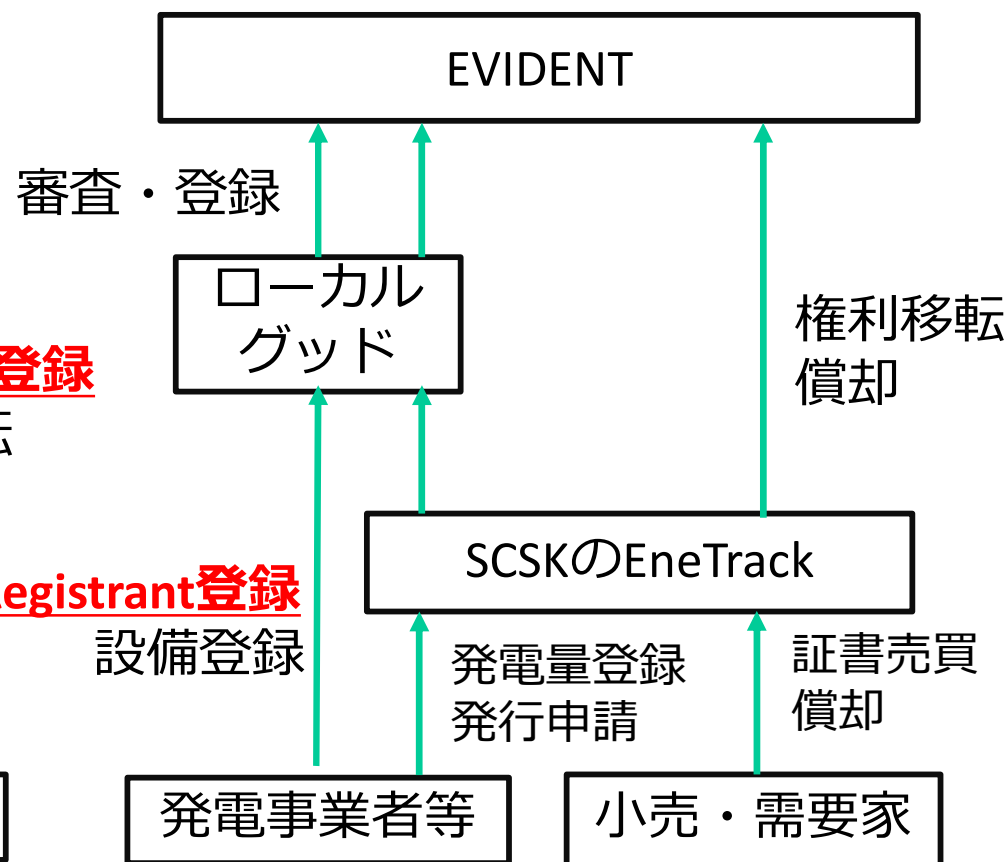 EVIDENT
審査・登録
ローカル
グッド
権利移転
償却
登録
転
SCSKのEneTrack
egistrant登録
設備登録
発電量登録
発行申請
証書売買
償却
発電事業者等
小売・需要家